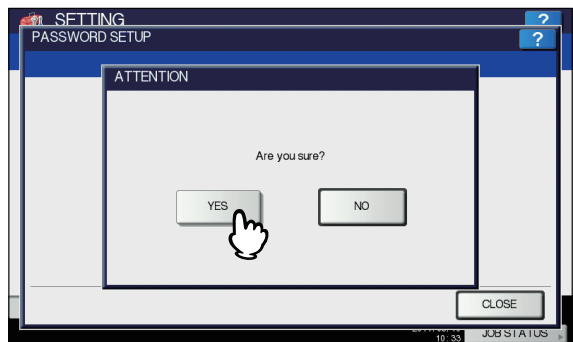 SETTING ?
PASSWORD SETUP ?
ATTENTION
Are you sure?
YES NO
CLOSE
10:33 JOB STATUS